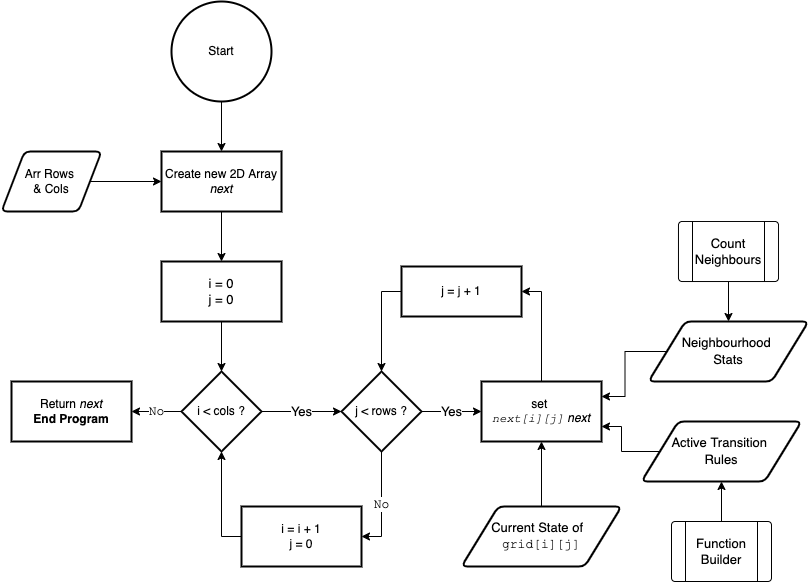 Start
Arr Rows
& Cols
Create new 2D Array
next
i = 0
j = 0
j = j + 1
Count
Neighbours
Neighbourhood
Stats
Return next
End Program
No
i < cols ?
Yes
j < rows ?
Yes
set
next[i][j] next
Active Transition
Rules
No
i = i + 1
j = 0
Current State of
grid[i][j]
Function
Builder